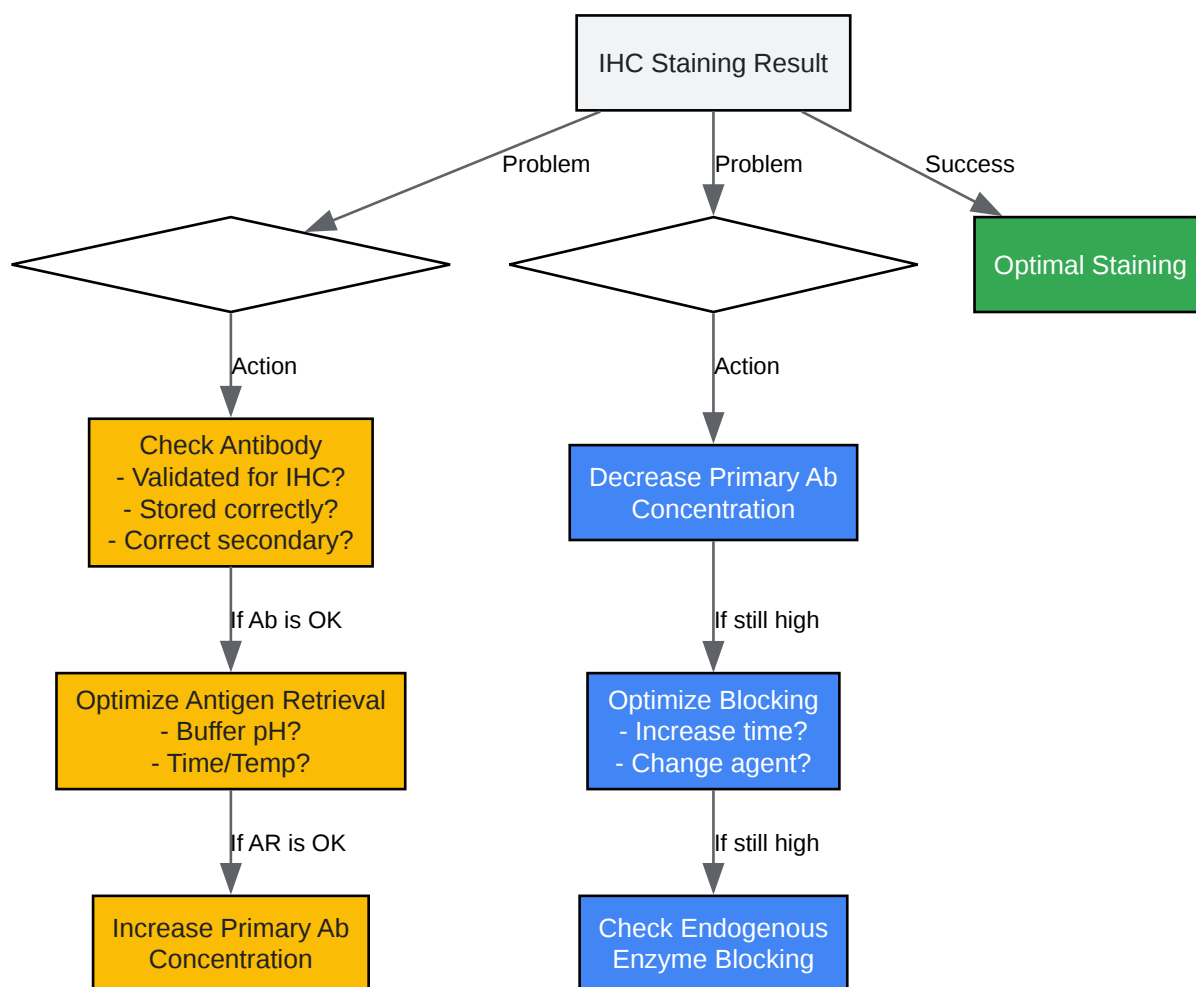 IHC Staining Result
Problem
Problem
Success
Optimal Staining
Action
Action
Check Antibody
- Validated for IHC?
- Stored correctly?
- Correct secondary?
Decrease Primary Ab
Concentration
If Ab is OK
If still high
Optimize Antigen Retrieval
- Buffer pH?
- Time/Temp?
Optimize Blocking
- Increase time?
- Change agent?
If AR is OK
If still high
Increase Primary Ab
Concentration
Check Endogenous
Enzyme Blocking